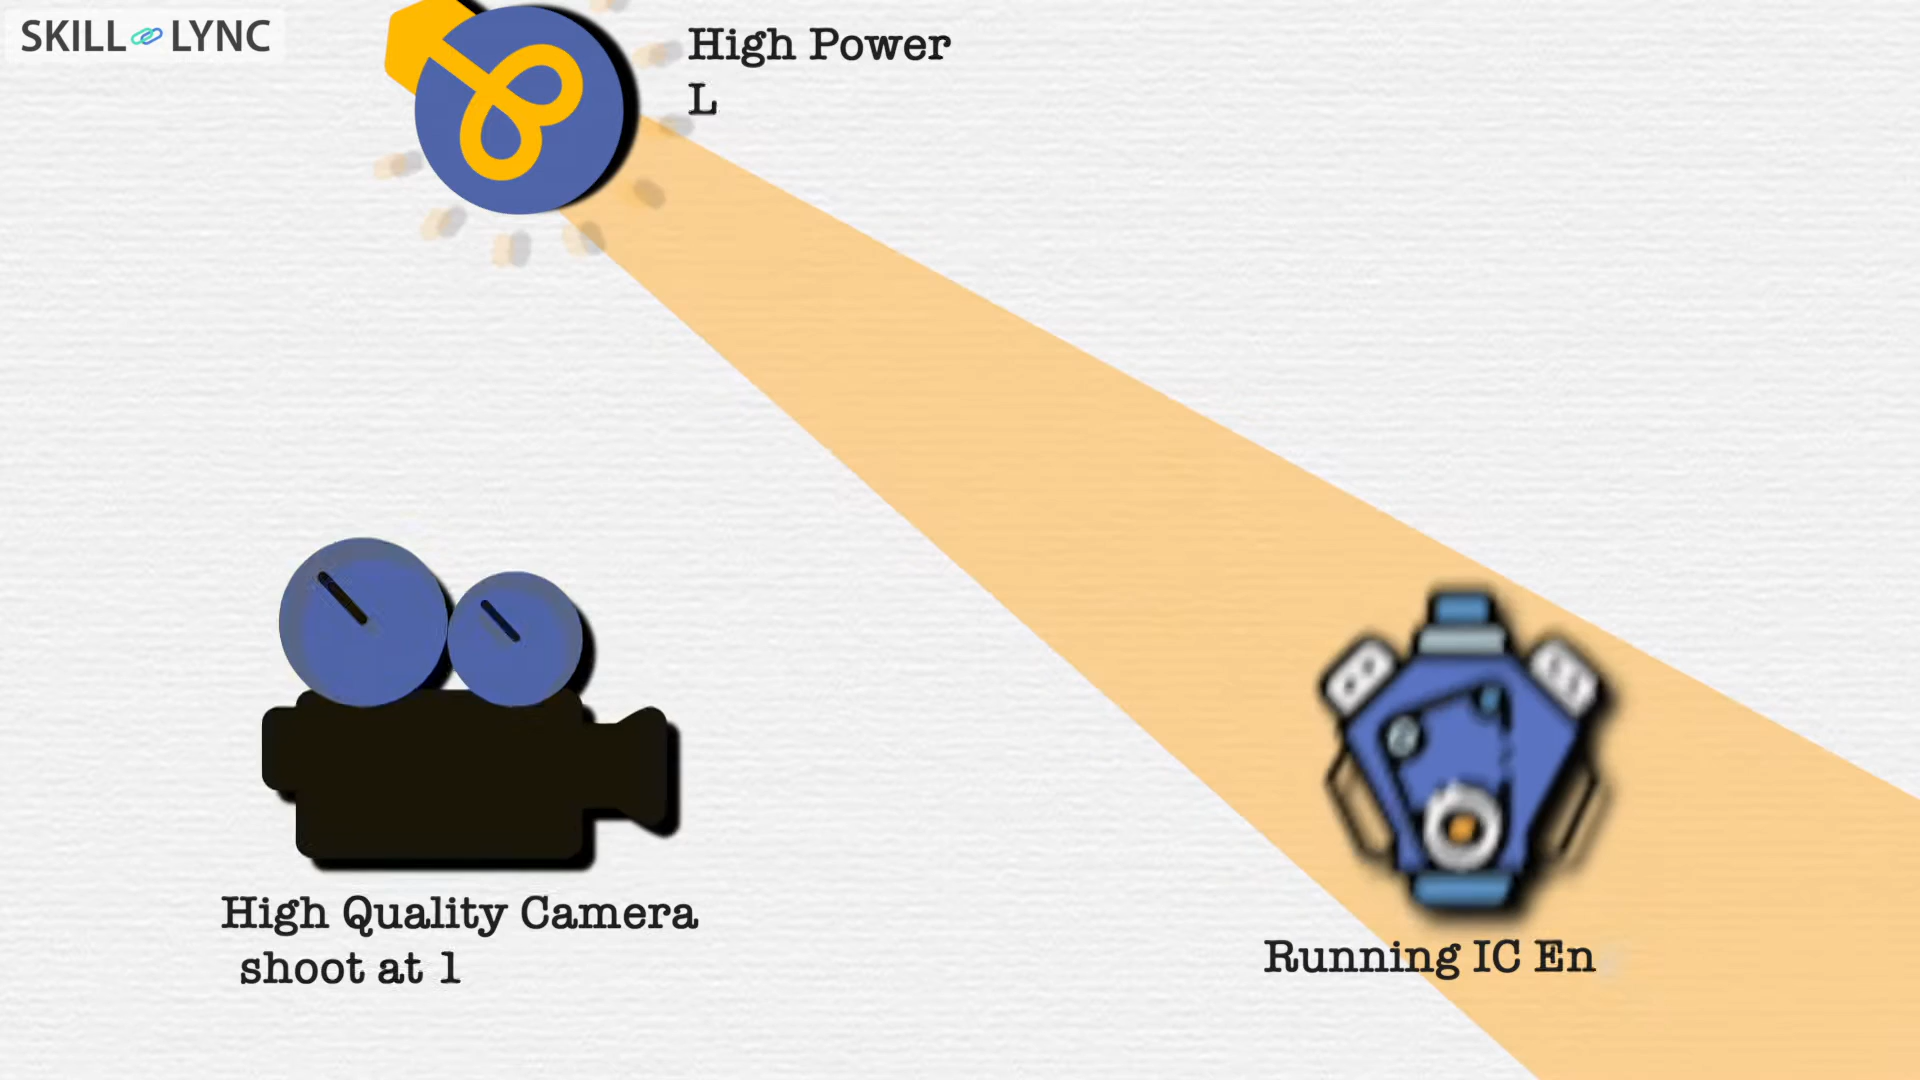 SKILL LYNC
High Power
L
High Quality Camera
shoot at 1
Running IC En